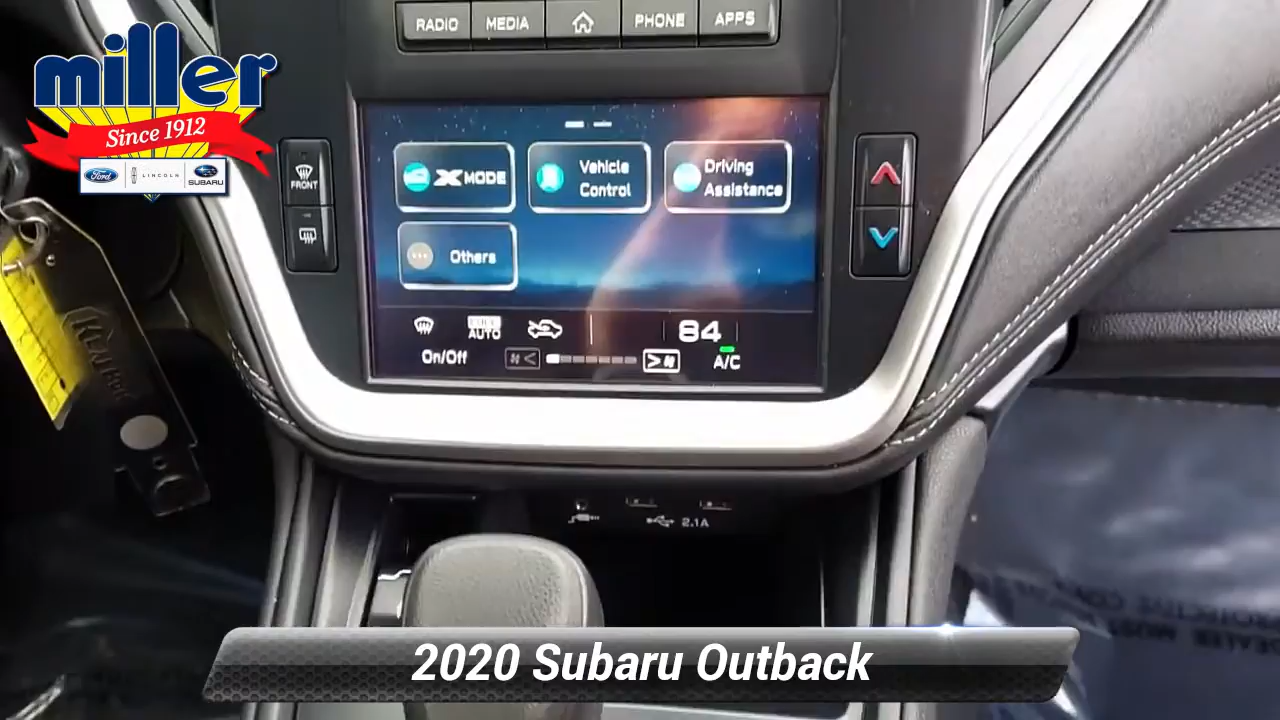 RADIO MEDIA PHONE APPS
miller
Since 1912
Ford LINCOLN SUBARU
FRONT
X MODE
Vehicle Control
Driving Assistance
Others
AUTO
84
On/Off
A/C
2.1A
2020 Subaru Outback